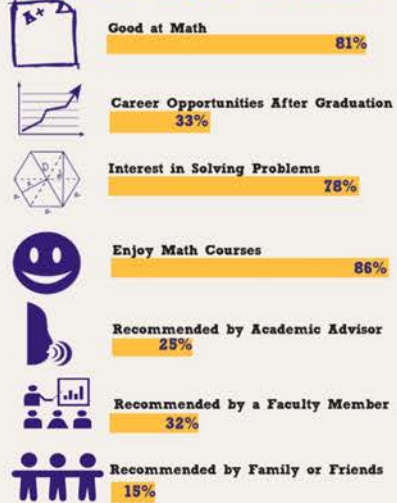 A+
Good at Math
81%
Career Opportunities After Graduation
33%
Interest in Solving Problems
78%
Enjoy Math Courses
86%
Recommended by Academic Advisor
25%
Recommended by a Faculty Member
32%
Recommended by Family or Friends
15%